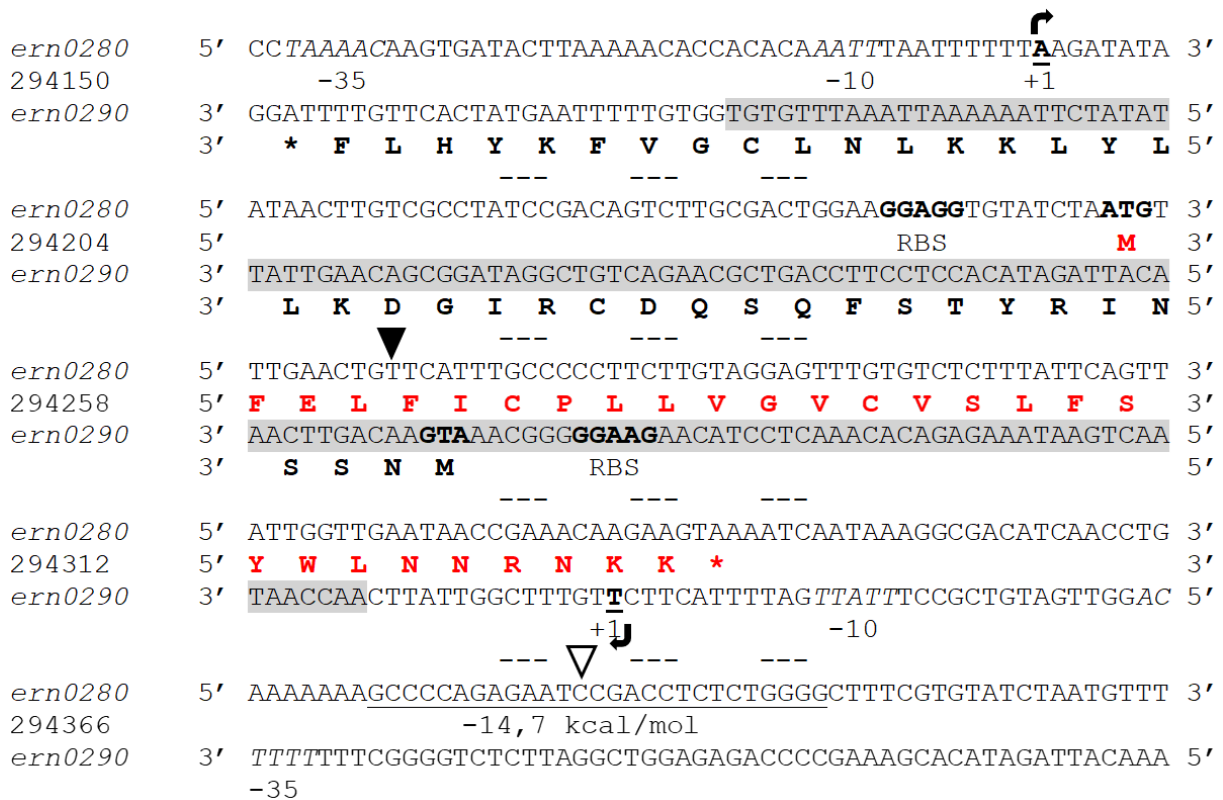 ern0280 5′ CCTAAAACAAGTGATACTTAAAAACACCACACAAATTTAATTTTTTAAGATATA 3′
294150 -35 -10 +1
ern0290 3′ GGATTTTGTTCACTATGAATTTTTGTGGTGTGTTTAAATTAAAAAATTCTATAT 5′
3′ * F L H Y K F V G C L N L K K L Y L 5′
--- --- ---
ern0280 5′ ATAACTTGTCGCCTATCCGACAGTCTTGCGACTGGAAGGAGGTGTATCTAATGT 3′
294204 5′ RBS M 3′
ern0290 3′ TATTGAACAGCGGATAGGCTGTCAGAACGCTGACCTTCCTCCACATAGATTACA 5′
3′ L K D G I R C D Q S Q F S T Y R I N 5′
--- --- ---
ern0280 5′ TTGAACTGTTCATTTGCCCCCTTCTTGTAGGAGTTTGTGTCTCTTTATTCAGTT 3′
294258 5′ F E L F I C P L L V G V C V S L F S 3′
ern0290 3′ AACTTGACAAGTAAACGGGGGAAGAACATCCTCAAACACAGAGAAATAAGTCAA 5′
3′ S S N M RBS 5′
--- --- ---
ern0280 5′ ATTGGTTGAATAACCGAAACAAGAAGTAAAATCAATAAAGGCGACATCAACCTG 3′
294312 5′ Y W L N N R N K K * 3′
ern0290 3′ TAACCAACTTATTGGCTTTGTTCTTCATTTTAGTTATTTCCGCTGTAGTTGGAC 5′
+1 -10
--- --- ---
ern0280 5′ AAAAAAAGCCCCAGAGAATCCGACCTCTCTGGGGCTTTCGTGTATCTAATGTTT 3′
294366 -14,7 kcal/mol
ern0290 3′ TTTTTTTCGGGGTCTCTTAGGCTGGAGAGACCCCGAAAGCACATAGATTACAAA 5′
-35